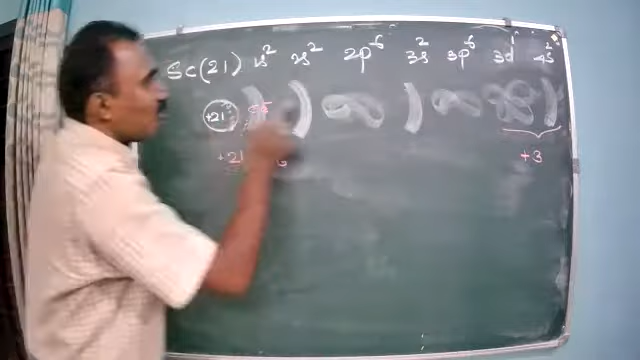 Sc(21) 1s² 2s² 2p⁶ 3s² 3p⁶ 3d¹ 4s²
+21
+21 +3